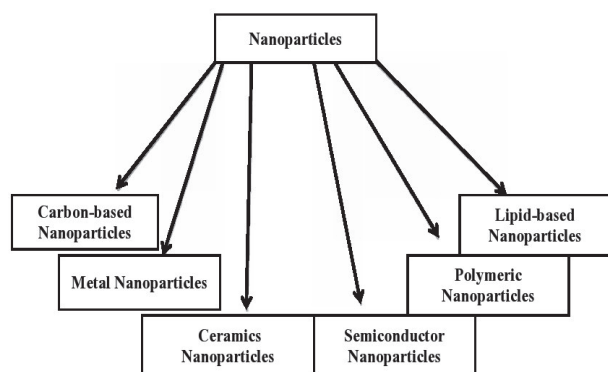 Nanoparticles
Carbon-based
Nanoparticles
Metal Nanoparticles
Ceramics
Nanoparticles
Semiconductor
Nanoparticles
Polymeric
Nanoparticles
Lipid-based
Nanoparticles